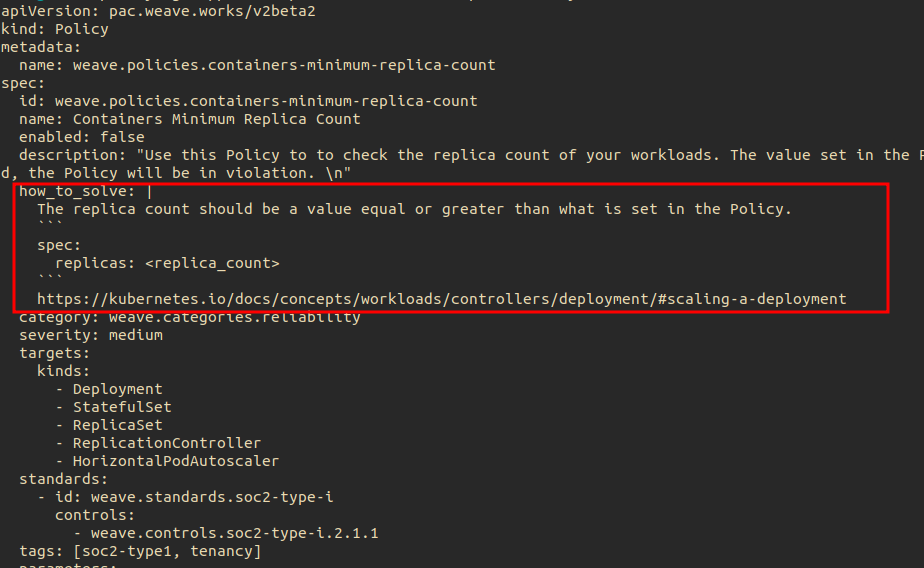 apiVersion: pac.weave.works/v2beta2
kind: Policy
metadata:
  name: weave.policies.containers-minimum-replica-count
spec:
  id: weave.policies.containers-minimum-replica-count
  name: Containers Minimum Replica Count
  enabled: false
  description: "Use this Policy to to check the replica count of your workloads. The value set in the P
d, the Policy will be in violation. \n"
  how_to_solve: |
    The replica count should be a value equal or greater than what is set in the Policy.
    ```
    spec:
      replicas: <replica_count>
    ```
    https://kubernetes.io/docs/concepts/workloads/controllers/deployment/#scaling-a-deployment
  category: weave.categories.reliability
  severity: medium
  targets:
    kinds:
      - Deployment
      - StatefulSet
      - ReplicaSet
      - ReplicationController
      - HorizontalPodAutoscaler
  standards:
    - id: weave.standards.soc2-type-i
      controls:
        - weave.controls.soc2-type-i.2.1.1
  tags: [soc2-type1, tenancy]
  parameters: